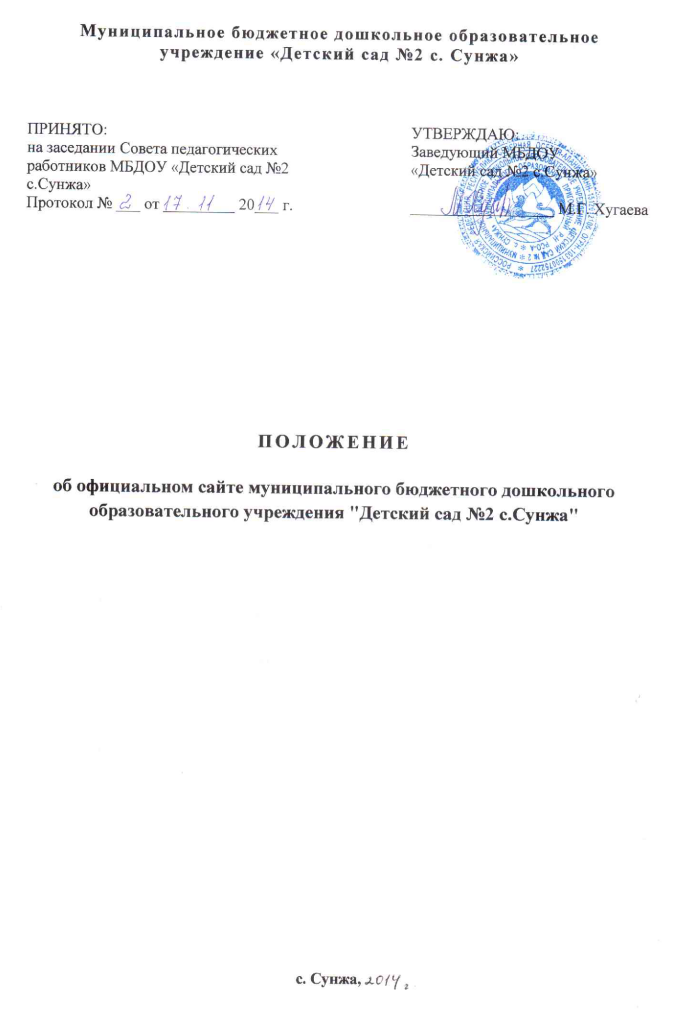 Муниципальное бюджетное дошкольное образовательное
учреждение «Детский сад №2 с. Сунжа»
ПРИНЯТО:
на заседании Совета педагогических
работников МБДОУ «Детский сад №2
с.Сунжа»
Протокол № 2 от 17.11 2014 г.
УТВЕРЖДАЮ:
Заведующий МБДОУ
«Детский сад №2 с.Сунжа»
М.Г. Хугаева
ПОЛОЖЕНИЕ
об официальном сайте муниципального бюджетного дошкольного
образовательного учреждения "Детский сад №2 с.Сунжа"
с. Сунжа, 2014 г